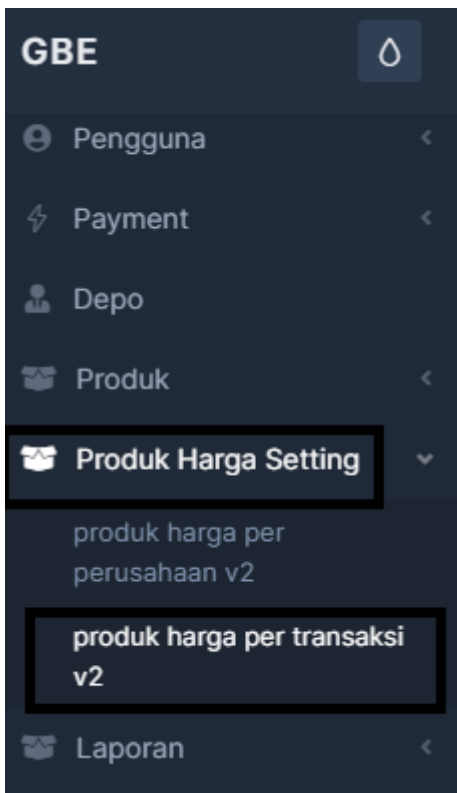 GBE
Pengguna
Payment
Depo
Produk
Produk Harga Setting
produk harga per
perusahaan v2
produk harga per transaksi
v2
Laporan